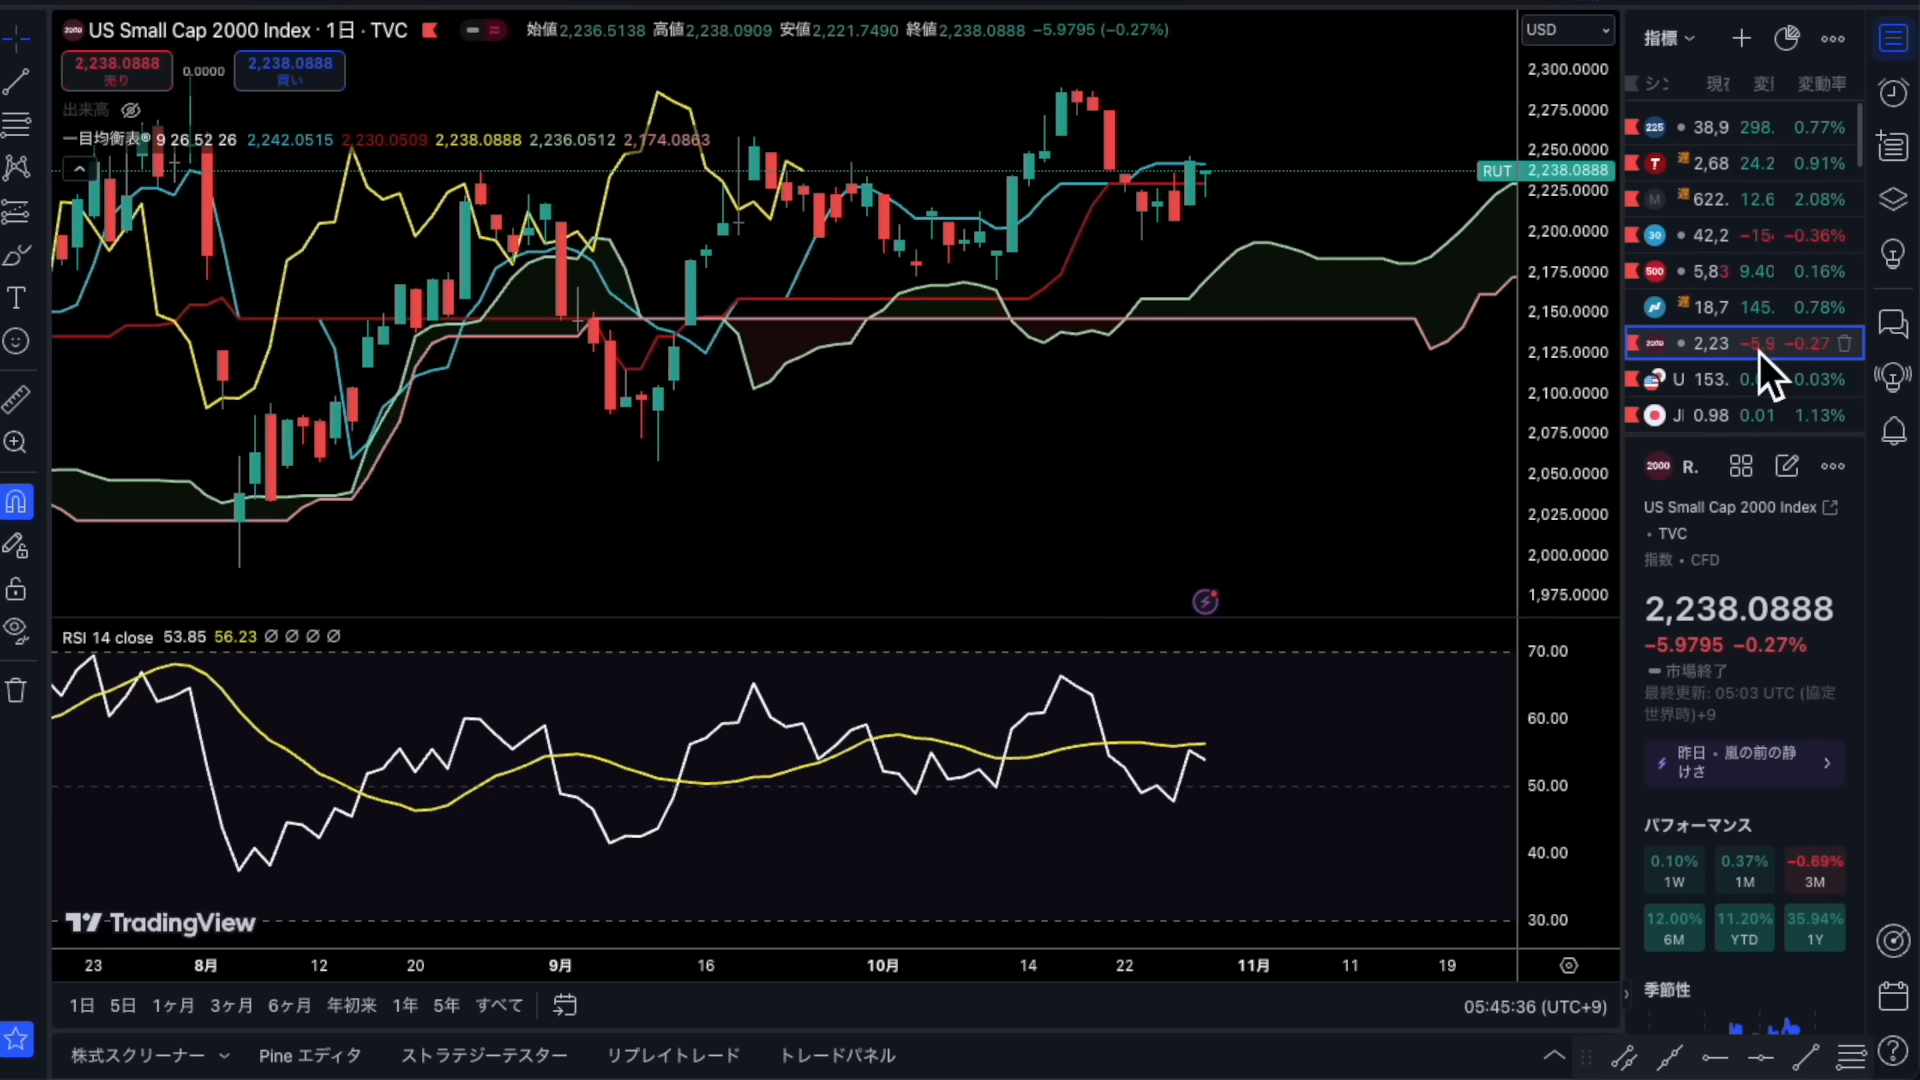 US Small Cap 2000 Index · 1日 · TVC
始値2,236.5138 高値2,238.0909 安値2,221.7490 終値2,238.0888 −5.9795 (−0.27%)
2,238.0888
売り
0.0000
2,238.0888
買い
出来高
一目均衡表 9 26 52 26 2,242.0515 2,230.0509 2,238.0888 2,236.0512 2,174.0863
USD
2,300.0000
2,275.0000
2,250.0000
RUT 2,238.0888
2,225.0000
2,200.0000
2,175.0000
2,150.0000
2,125.0000
2,100.0000
2,075.0000
2,050.0000
2,025.0000
2,000.0000
1,975.0000
RSI 14 close 53.85 56.23
70.00
60.00
50.00
40.00
30.00
TradingView
23 8月 12 20 9月 16 10月 14 22 11月 11 19
1日 5日 1ヶ月 3ヶ月 6ヶ月 年初来 1年 5年 すべて
05:45:36 (UTC+9)
株式スクリーナー Pine エディタ ストラテジーテスター リプレイトレード トレードパネル
指標
変動率
225 38,9 298. 0.77%
T 遅 2,68 24.2 0.91%
M 遅 622. 12.6 2.08%
30 42,2 −15 −0.36%
500 5,83 9.40 0.16%
遅 18,7 145. 0.78%
2000 2,23 −5.9 −0.27
U 153. 0.03%
0.98 0.01 1.13%
2000 R.
US Small Cap 2000 Index
• TVC
指数 • CFD
2,238.0888
−5.9795 −0.27%
市場終了
最終更新: 05:03 UTC (協定
世界時)+9
昨日 • 嵐の前の静
けさ
パフォーマンス
0.10% 0.37% −0.69%
1W 1M 3M
12.00% 11.20% 35.94%
6M YTD 1Y
季節性